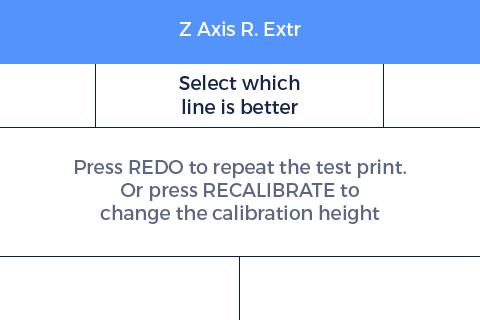 Z Axis R. Extr
Select which
line is better
Press REDO to repeat the test print.
Or press RECALIBRATE to
change the calibration height